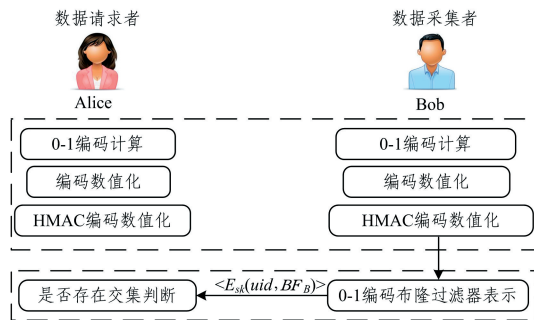 数据请求者 数据采集者
Alice Bob
0-1编码计算 0-1编码计算
编码数值化 编码数值化
HMAC编码数值化 HMAC编码数值化
是否存在交集判断 <E_{sk}(uid, BF_B)> 0-1编码布隆过滤器表示